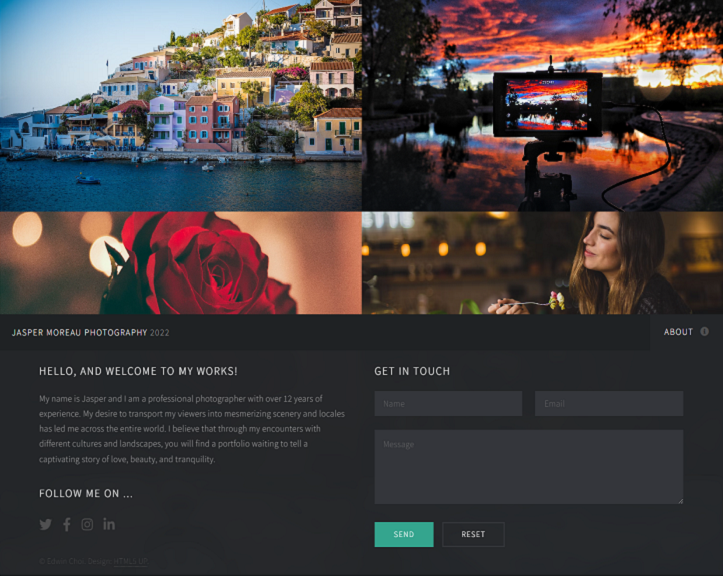 JASPER MOREAU PHOTOGRAPHY 2022
ABOUT
HELLO, AND WELCOME TO MY WORKS!
My name is Jasper and I am a professional photographer with over 12 years of
experience. My desire to transport my viewers into mesmerizing scenery and locales
has led me across the entire world. I believe that through my encounters with
different cultures and landscapes, you will find a portfolio waiting to tell a
captivating story of love, beauty, and tranquility.
FOLLOW ME ON ...
GET IN TOUCH
Name Email
Message
SEND RESET
Design: HTML5 UP